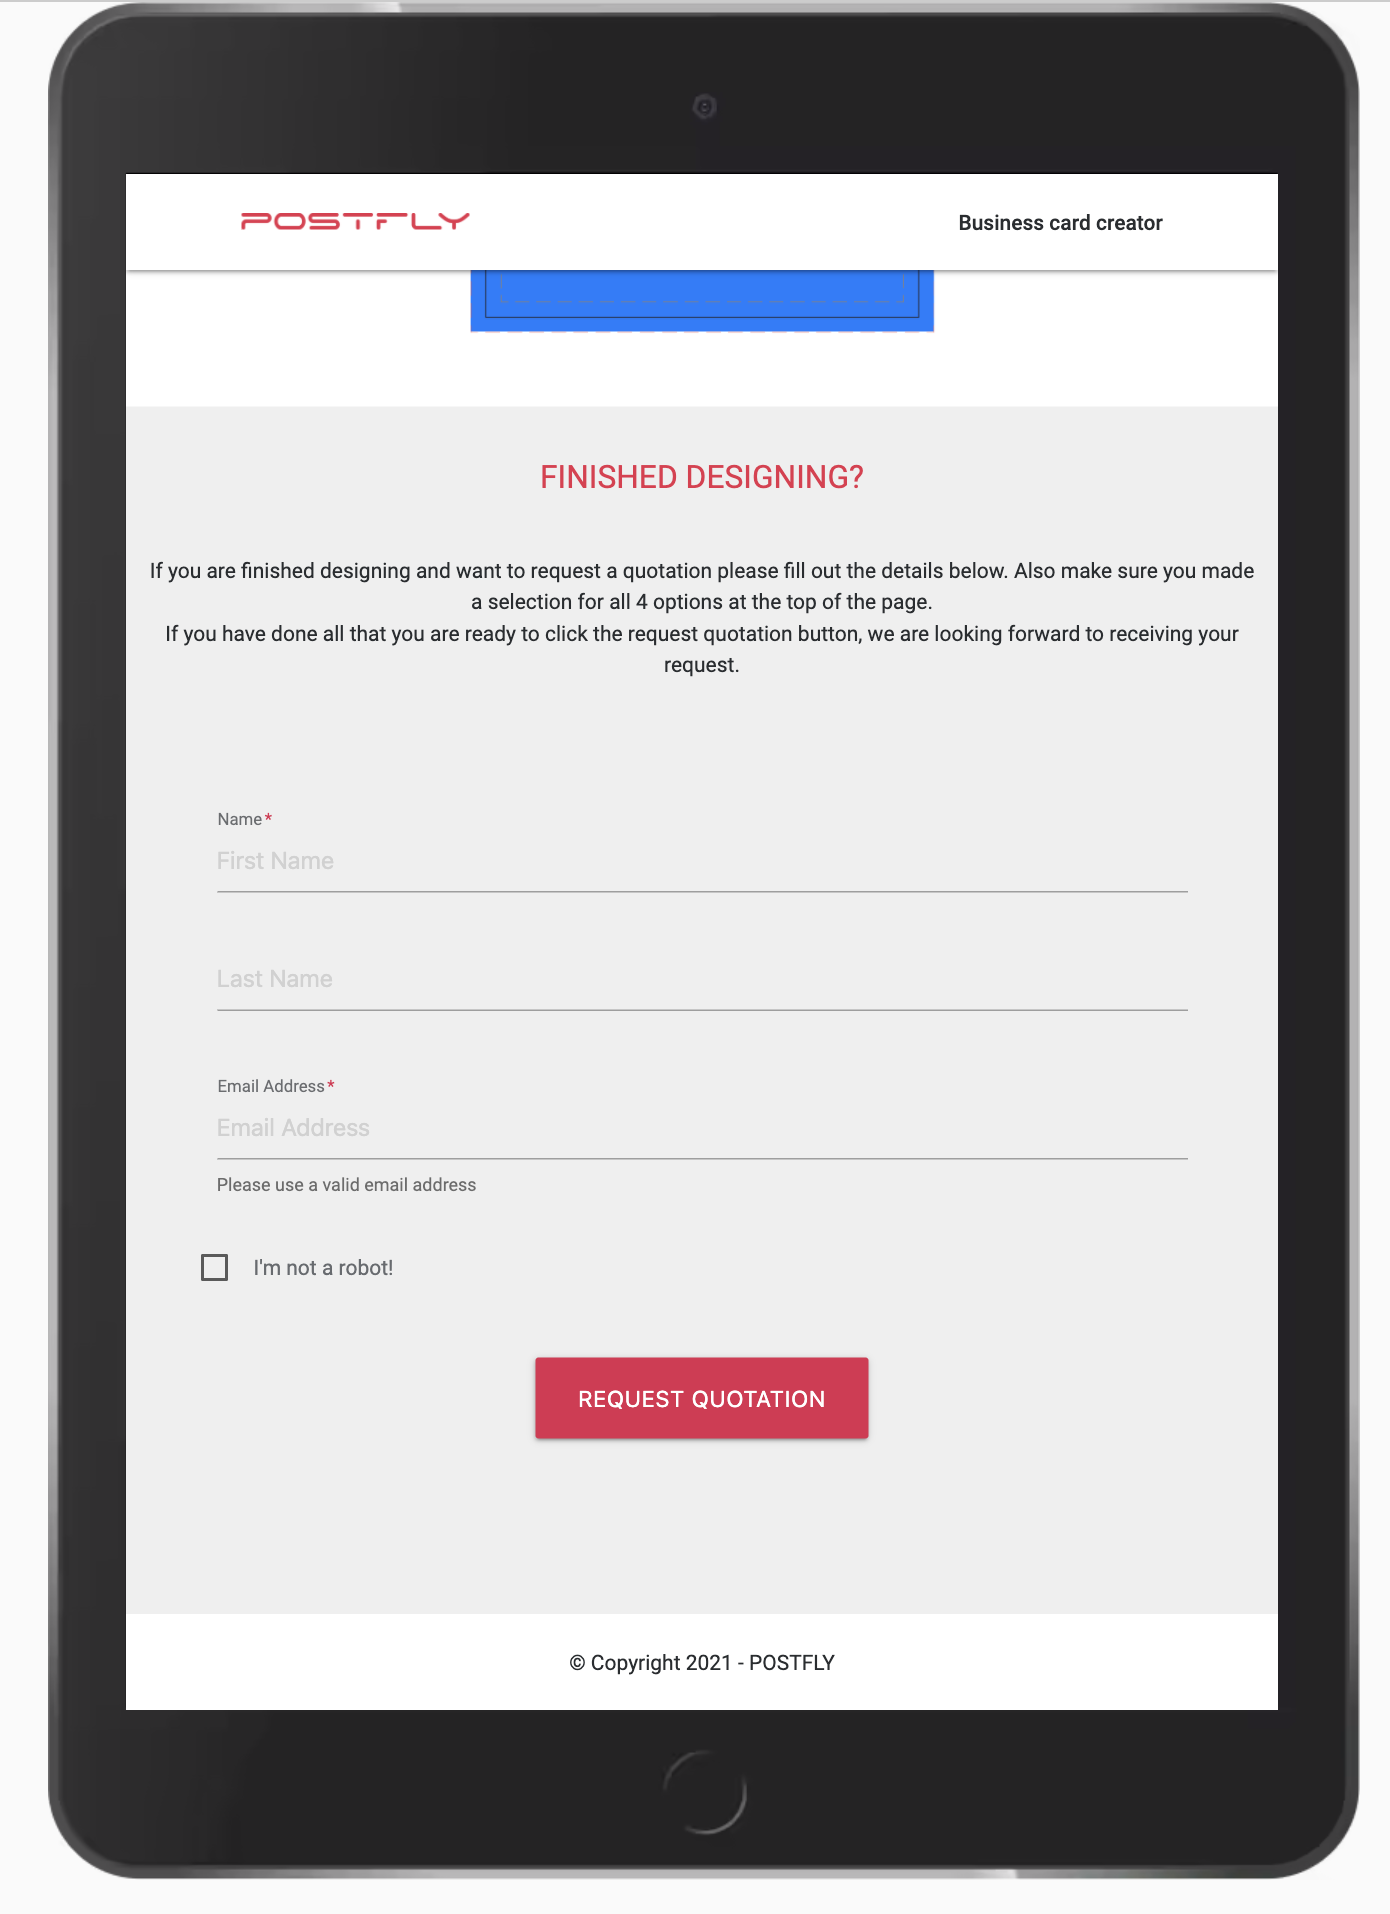 POSTFLY
Business card creator
FINISHED DESIGNING?
If you are finished designing and want to request a quotation please fill out the details below. Also make sure you made
a selection for all 4 options at the top of the page.
If you have done all that you are ready to click the request quotation button, we are looking forward to receiving your
request.
Name*
First Name
Last Name
Email Address*
Email Address
Please use a valid email address
I'm not a robot!
REQUEST QUOTATION
© Copyright 2021 - POSTFLY